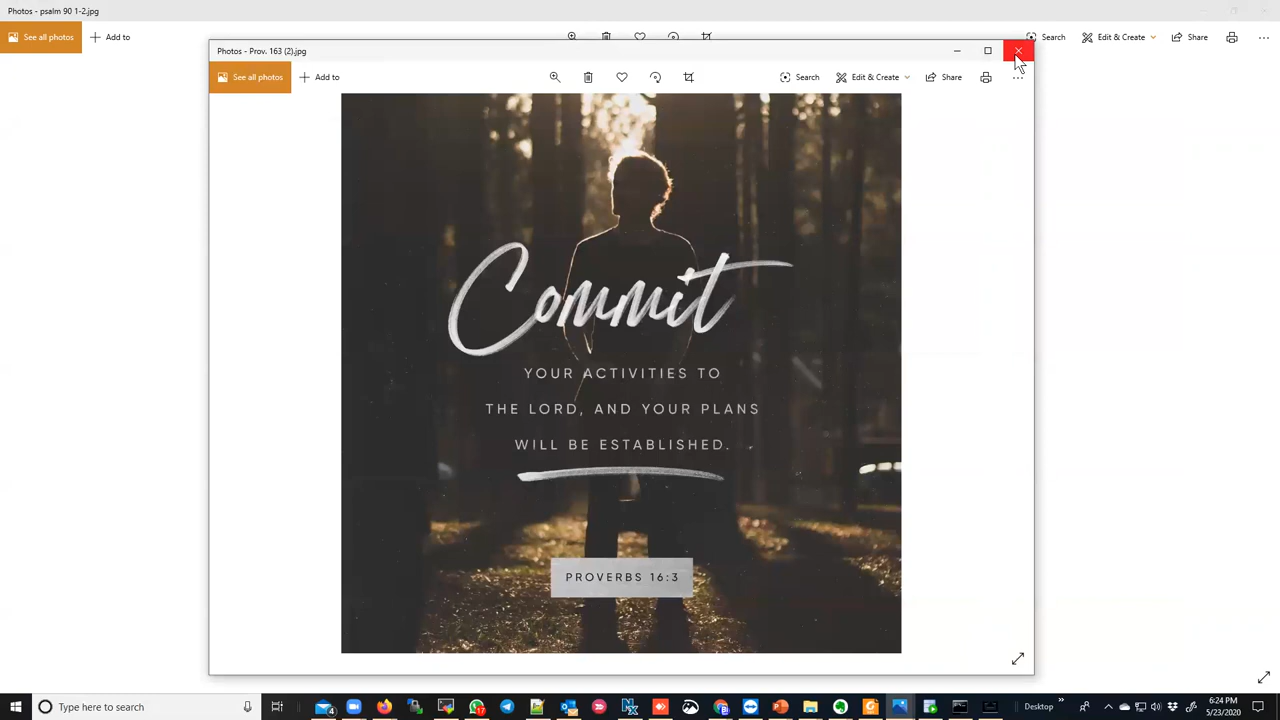 Photos - psalm 90 1-2.jpg
See all photos
Add to
Search
Edit & Create
Share
Photos - Prov. 163 (2).jpg
See all photos
Add to
Search
Edit & Create
Share
Commit
YOUR ACTIVITIES TO
THE LORD, AND YOUR PLANS
WILL BE ESTABLISHED.
PROVERBS 16:3
Type here to search
4
17
Desktop
6:24 PM
5/23/2020